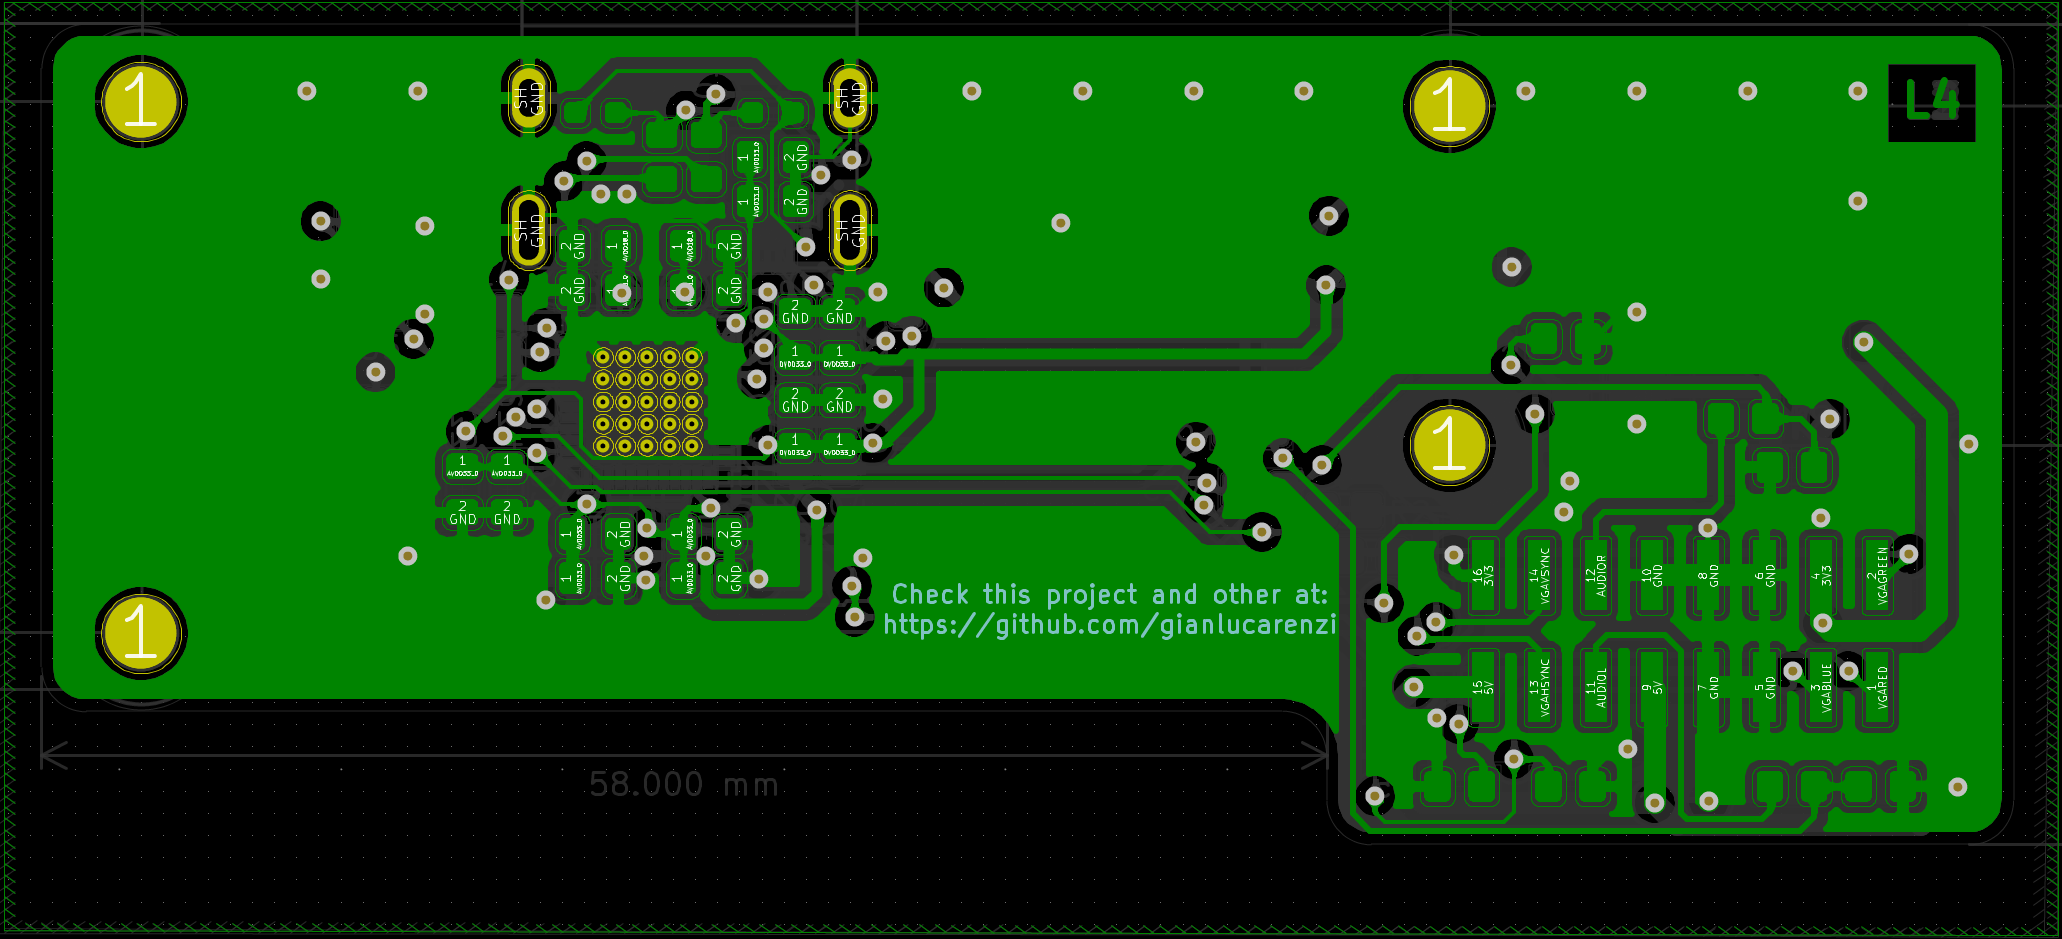 1
SH
GND
SH
GND
1
L4
1
AVDD33_0
2
GND
1
AVDD33_0
2
GND
SH
GND
SH
GND
2
GND
1
1
2
GND
2
GND
2
GND
2
GND
2
GND
1
DVDD33_0
1
DVDD33_0
2
GND
2
GND
1
DVDD33_0
1
DVDD33_0
1
1
AVDD33_0
1
AVDD33_0
2
GND
2
GND
1
AVDD33_0
2
GND
1
AVDD33_0
2
GND
1
AVDD33_0
2
GND
1
AVDD33_0
2
GND
16
3V3
14
VGAVSYNC
12
AUDIOR
10
GND
8
GND
6
GND
4
3V3
2
VGAGREEN
Check this project and other at:
https://github.com/gianlucarenzi
1
15
5V
13
VGAHSYNC
11
AUDIOL
9
5V
7
GND
5
GND
3
VGABLUE
1
VGARED
58.000 mm